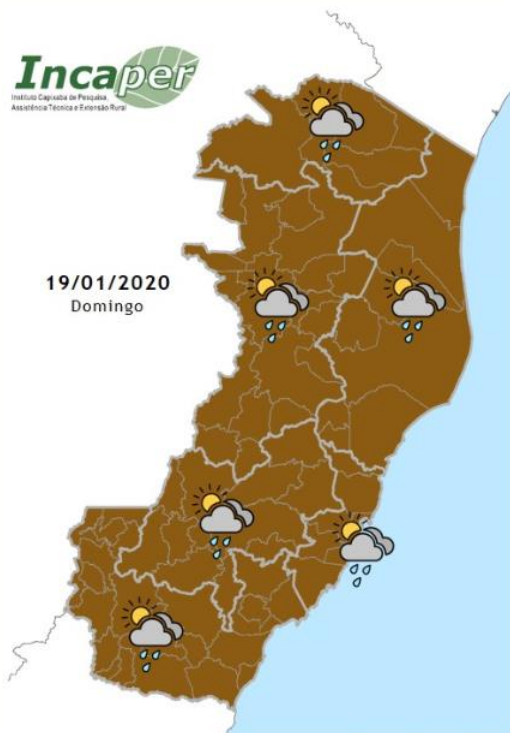 Incaper
Instituto Capixaba de Pesquisa,
Assistência Técnica e Extensão Rural
19/01/2020
Domingo